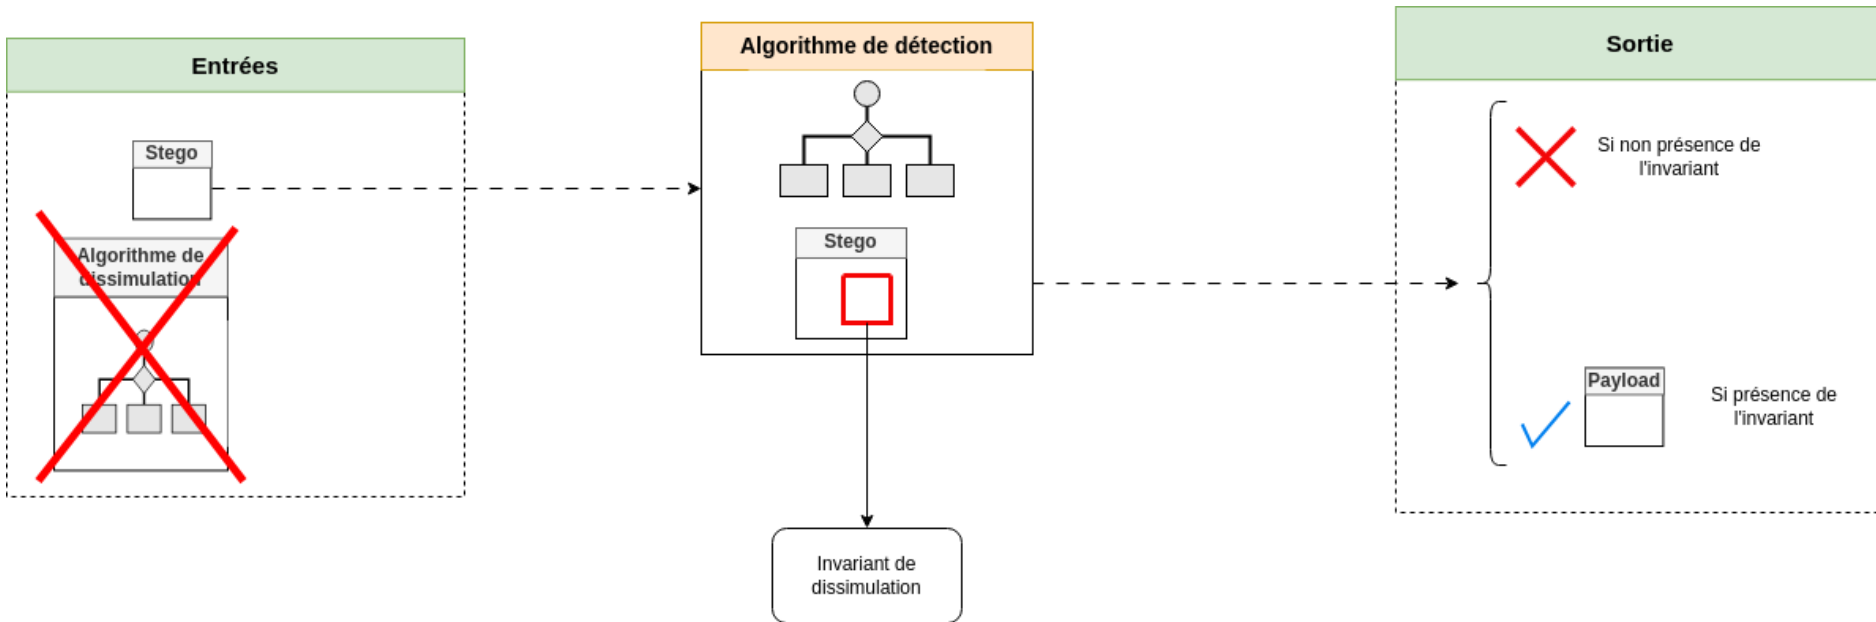 Entrées
Stego
Algorithme de
dissimulation
Algorithme de détection
Stego
Invariant de
dissimulation
Sortie
Si non présence de
l'invariant
Payload
Si présence de
l'invariant